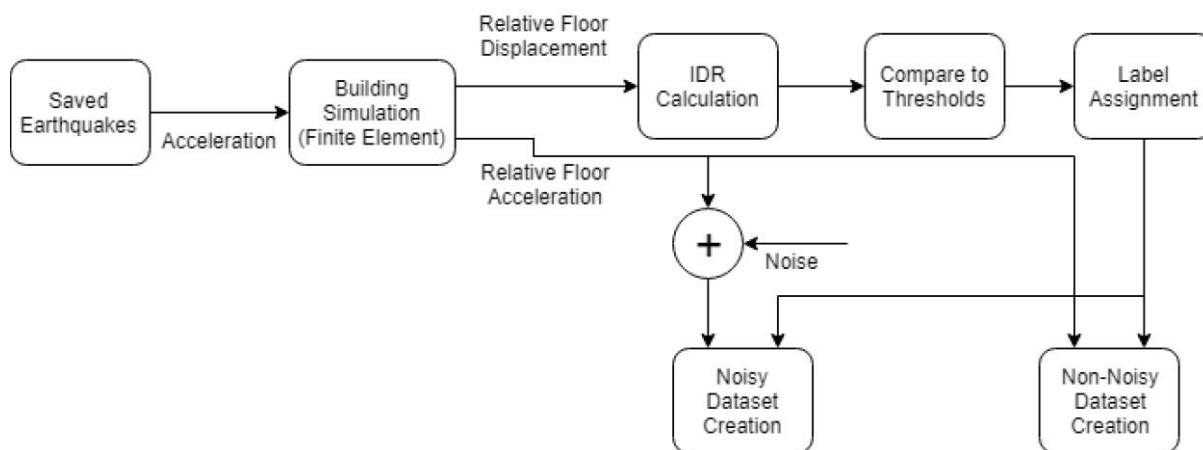 Saved
Earthquakes
Acceleration
Building
Simulation
(Finite Element)
Relative Floor
Displacement
Relative Floor
Acceleration
IDR
Calculation
Compare to
Thresholds
Label
Assignment
+
Noise
Noisy
Dataset
Creation
Non-Noisy
Dataset
Creation